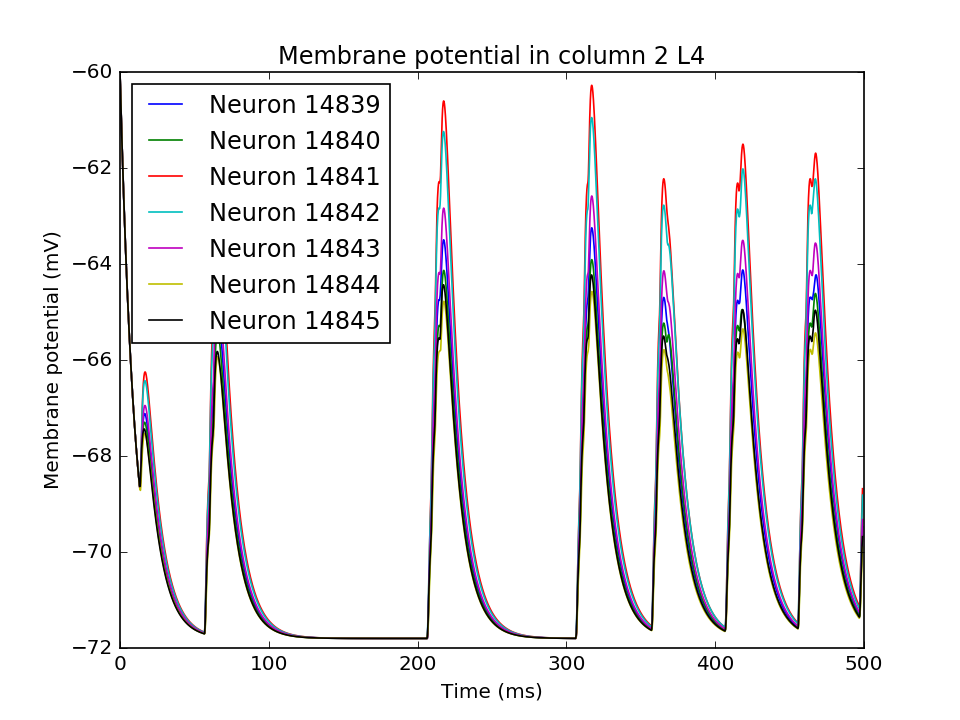 Membrane potential in column 2 L4
−60
−62
−64
−66
−68
−70
−72
Membrane potential (mV)
Neuron 14839
Neuron 14840
Neuron 14841
Neuron 14842
Neuron 14843
Neuron 14844
Neuron 14845
0 100 200 300 400 500
Time (ms)